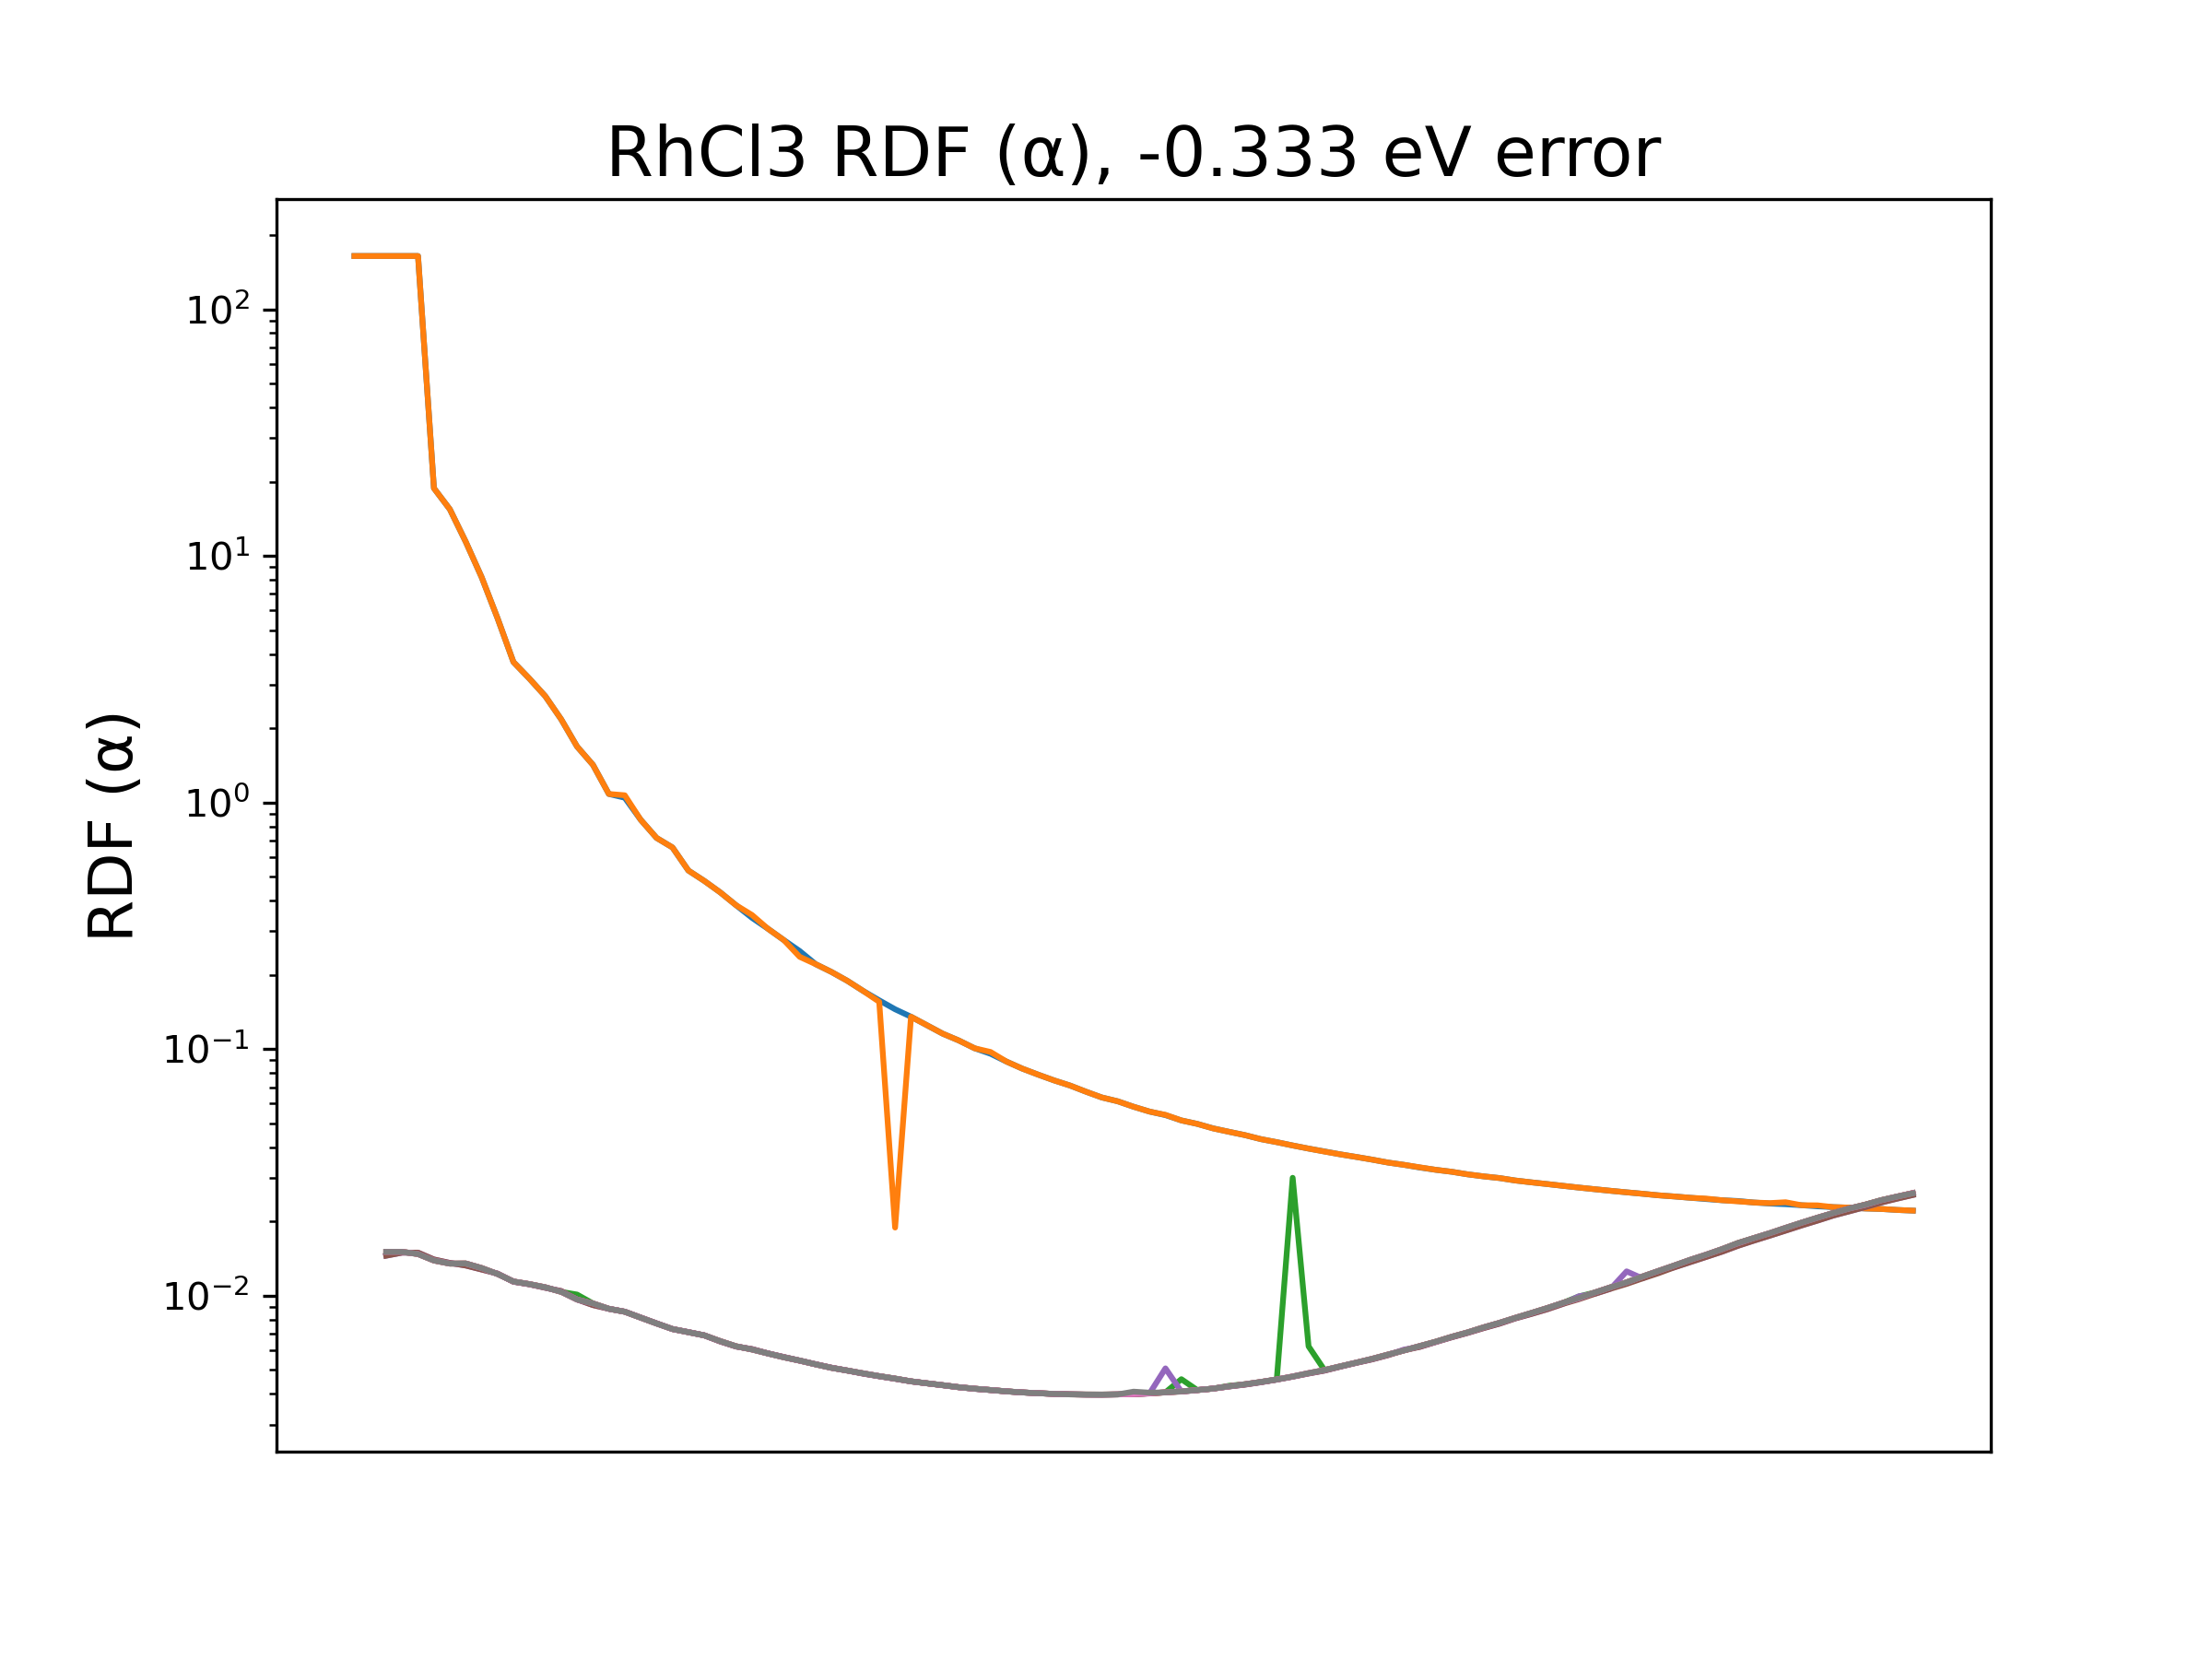 RhCl3 RDF (α), -0.333 eV error
10²
10¹
10⁰
10⁻¹
10⁻²
RDF (α)